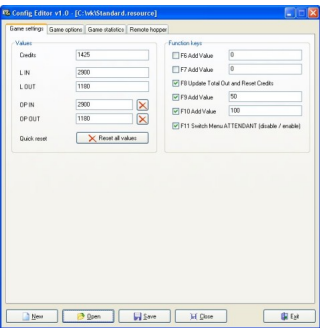 Config Editor v1.0 - [C:\wk\Standard.resource]
Game settings Game options Game statistics Remote hopper
Values
Credits 1425
L IN 2900
L OUT 1180
OP IN 2900
OP OUT 1180
Quick reset Reset all values
Function keys
F6 Add Value 0
F7 Add Value 0
F8 Update Total Out and Reset Credits
F9 Add Value 50
F10 Add Value 100
F11 Switch Menu ATTENDANT (disable / enable)
New Open Save Close Exit